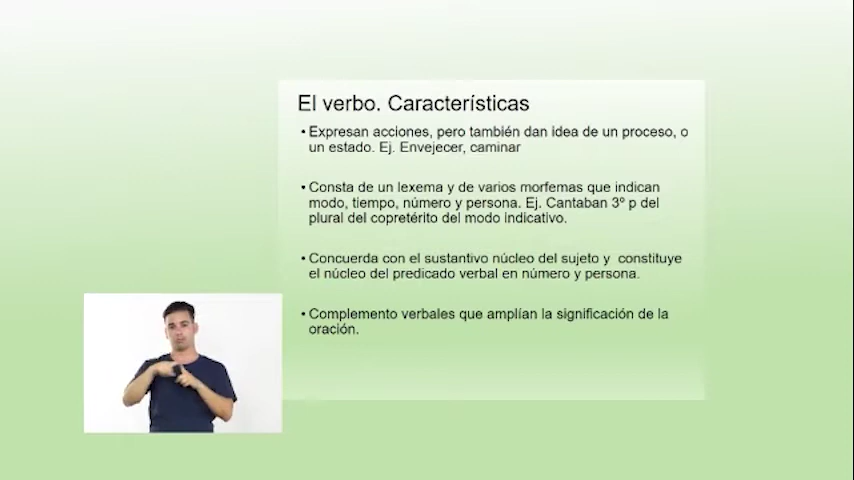 El verbo. Características
• Expresan acciones, pero también dan idea de un proceso, o
un estado. Ej. Envejecer, caminar
• Consta de un lexema y de varios morfemas que indican
modo, tiempo, número y persona. Ej. Cantaban 3º p del
plural del copretérito del modo indicativo.
• Concuerda con el sustantivo núcleo del sujeto y constituye
el núcleo del predicado verbal en número y persona.
• Complemento verbales que amplían la significación de la
oración.